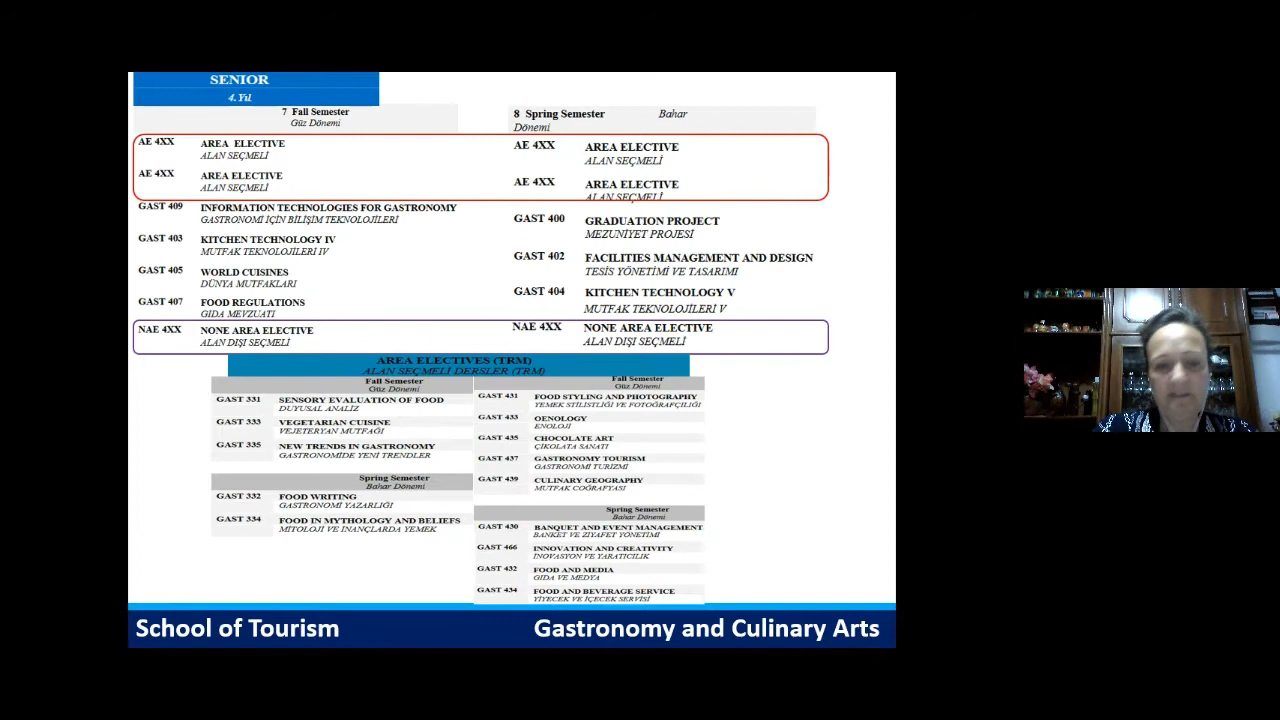 SENIOR
4. Yıl
7 Fall Semester
Güz Dönemi
AE 4XX AREA ELECTIVE
ALAN SEÇMELİ
AE 4XX AREA ELECTIVE
ALAN SEÇMELİ
GAST 409 INFORMATION TECHNOLOGIES FOR GASTRONOMY
GASTRONOMİ İÇİN BİLİŞİM TEKNOLOJİLERİ
GAST 403 KITCHEN TECHNOLOGY IV
MUTFAK TEKNOLOJİLERİ IV
GAST 405 WORLD CUISINES
DÜNYA MUTFAKLARI
GAST 407 FOOD REGULATIONS
GIDA MEVZUATI
NAE 4XX NONE AREA ELECTIVE
ALAN DIŞI SEÇMELİ
8 Spring Semester Bahar
Dönemi
AE 4XX AREA ELECTIVE
ALAN SEÇMELİ
AE 4XX AREA ELECTIVE
ALAN SEÇMELİ
GAST 400 GRADUATION PROJECT
MEZUNİYET PROJESİ
GAST 402 FACILITIES MANAGEMENT AND DESIGN
TESİS YÖNETİMİ VE TASARIMI
GAST 404 KITCHEN TECHNOLOGY V
MUTFAK TEKNOLOJİLERİ V
NAE 4XX NONE AREA ELECTIVE
ALAN DIŞI SEÇMELİ
AREA ELECTIVES (TRM)
ALAN SEÇMELİ DERSLER (TRM)
Fall Semester
Güz Dönemi
GAST 331 SENSORY EVALUATION OF FOOD
DUYUSAL ANALİZ
GAST 333 VEGETARIAN CUISINE
VEJETERYAN MUTFAĞI
GAST 335 NEW TRENDS IN GASTRONOMY
GASTRONOMİDE YENİ TRENDLER
Spring Semester
Bahar Dönemi
GAST 332 FOOD WRITING
GASTRONOMİ YAZARLIĞI
GAST 334 FOOD IN MYTHOLOGY AND BELIEFS
MİTOLOJİ VE İNANÇLARDA YEMEK
Fall Semester
Güz Dönemi
GAST 431 FOOD STYLING AND PHOTOGRAPHY
YEMEK STİLİSTLİĞİ VE FOTOĞRAFÇILIĞI
GAST 433 OENOLOGY
ENOLOJİ
GAST 435 CHOCOLATE ART
ÇİKOLATA SANATI
GAST 437 GASTRONOMY TOURISM
GASTRONOMİ TURİZMİ
GAST 439 CULINARY GEOGRAPHY
MUTFAK COĞRAFYASI
Spring Semester
Bahar Dönemi
GAST 430 BANQUET AND EVENT MANAGEMENT
BANKET VE ZİYAFET YÖNETİMİ
GAST 466 INNOVATION AND CREATIVITY
İNOVASYON VE YARATICILIK
GAST 432 FOOD AND MEDIA
GIDA VE MEDYA
GAST 434 FOOD AND BEVERAGE SERVICE
YİYECEK VE İÇECEK SERVİSİ
School of Tourism
Gastronomy and Culinary Arts